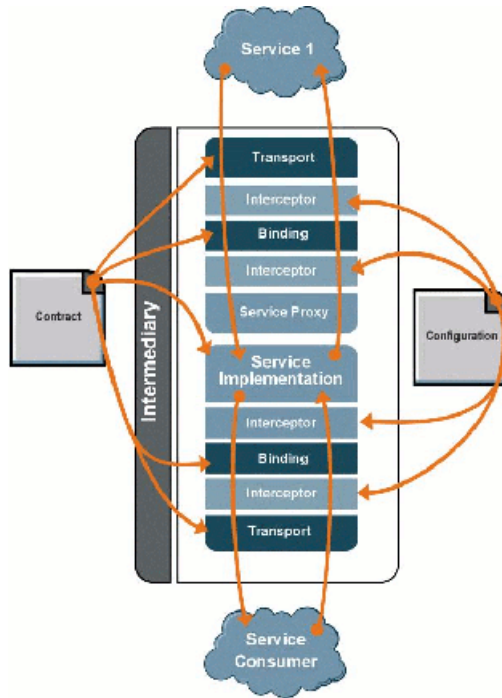 Service 1
Transport
Interceptor
Binding
Interceptor
Service Proxy
Contract
Intermediary
Configuration
Service
Implementation
Interceptor
Binding
Interceptor
Transport
Service
Consumer